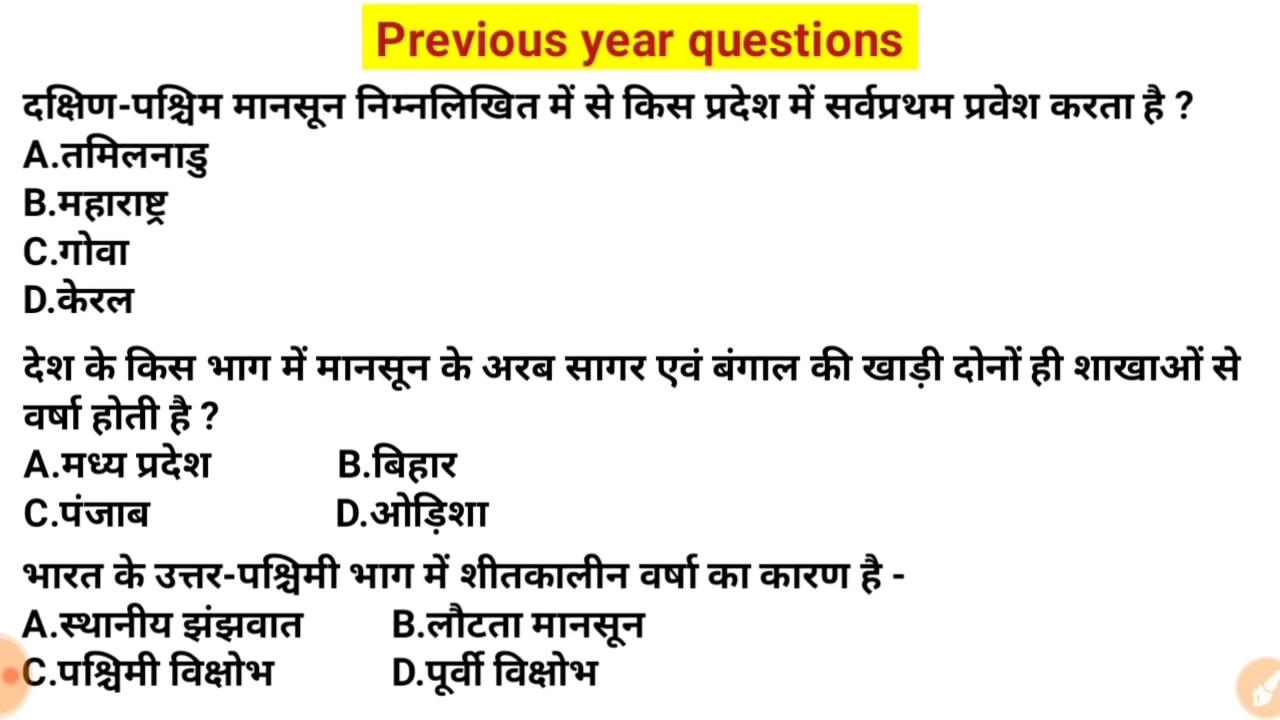 Previous year questions
दक्षिण-पश्चिम मानसून निम्नलिखित में से किस प्रदेश में सर्वप्रथम प्रवेश करता है ?
A.तमिलनाडु
B.महाराष्ट्र
C.गोवा
D.केरल
देश के किस भाग में मानसून के अरब सागर एवं बंगाल की खाड़ी दोनों ही शाखाओं से
वर्षा होती है ?
A.मध्य प्रदेश B.बिहार
C.पंजाब D.ओड़िशा
भारत के उत्तर-पश्चिमी भाग में शीतकालीन वर्षा का कारण है -
A.स्थानीय झंझवात B.लौटता मानसून
C.पश्चिमी विक्षोभ D.पूर्वी विक्षोभ